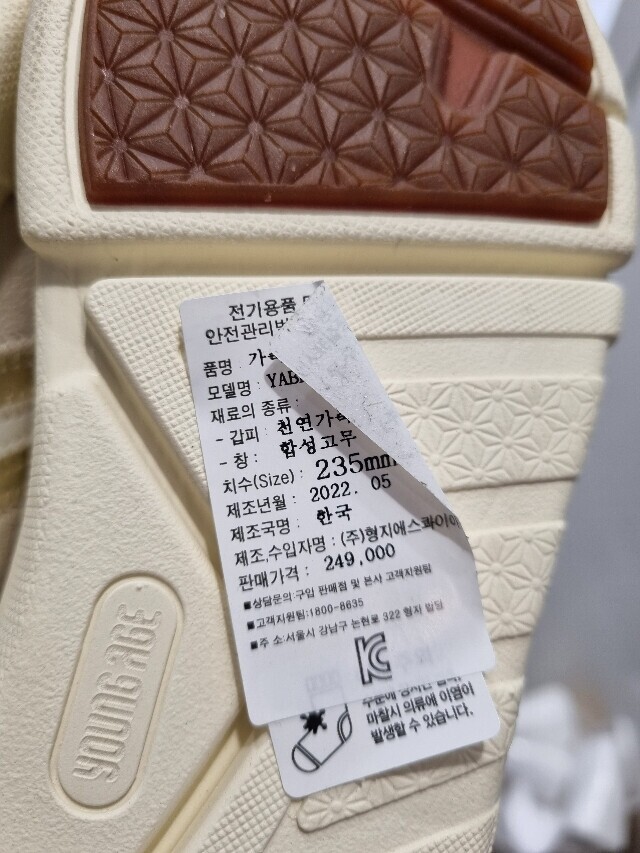 전기용품
안전관리
품명 :
모델명 :
재료의 종류 :
- 갑피 : 천연
- 창 : 합성고무
치수(Size) : 235mm
제조년월 : 2022. 05
제조국명 : 한국
제조,수입자명 : (주)형지에스콰이아
판매가격 : 249,000
■상담문의:구입 판매점 및 본사 고객지원팀
■고객지원팀:1800-8635
■주 소:서울시 강남구 논현로 322 형지 빌딩
마찰시 의류에 이염이
발생할 수 있습니다.
YOUNG AGE